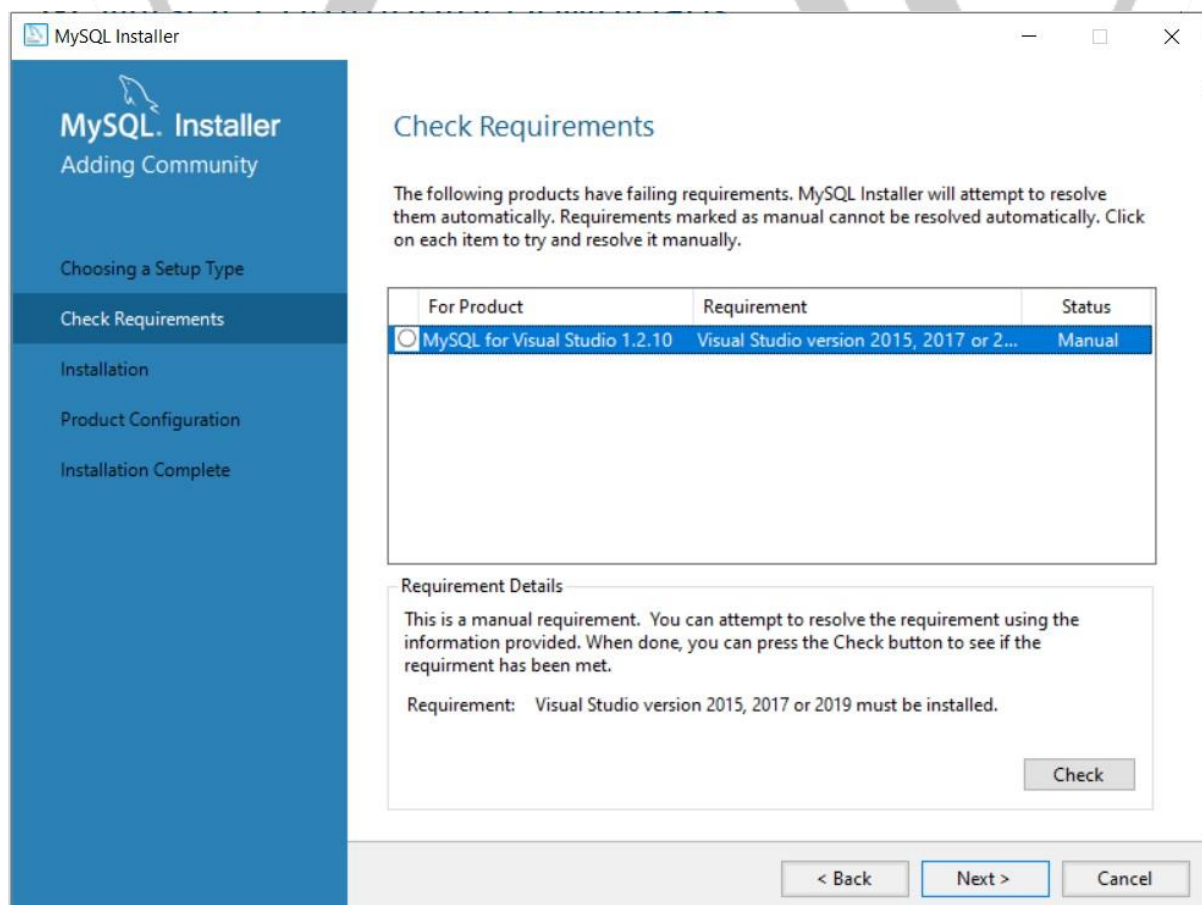 MySQL Installer
MySQL. Installer
Adding Community
Choosing a Setup Type
Check Requirements
Installation
Product Configuration
Installation Complete
Check Requirements
The following products have failing requirements. MySQL Installer will attempt to resolve
them automatically. Requirements marked as manual cannot be resolved automatically. Click
on each item to try and resolve it manually.
For Product Requirement Status
MySQL for Visual Studio 1.2.10 Visual Studio version 2015, 2017 or 2... Manual
Requirement Details
This is a manual requirement. You can attempt to resolve the requirement using the
information provided. When done, you can press the Check button to see if the
requirment has been met.
Requirement: Visual Studio version 2015, 2017 or 2019 must be installed.
Check
< Back Next > Cancel